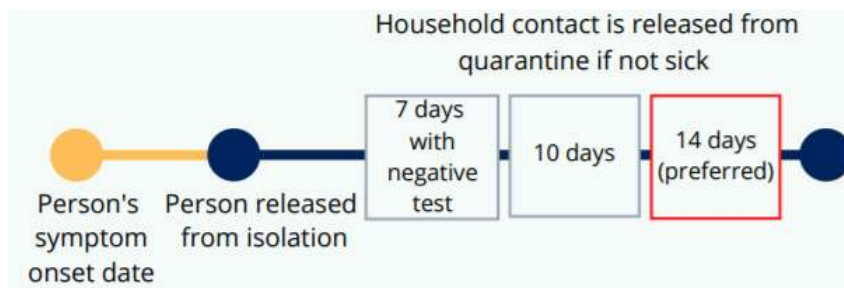 Household contact is released from
quarantine if not sick
7 days
with
negative
test
10 days
14 days
(preferred)
Person's
symptom
onset date
Person released
from isolation